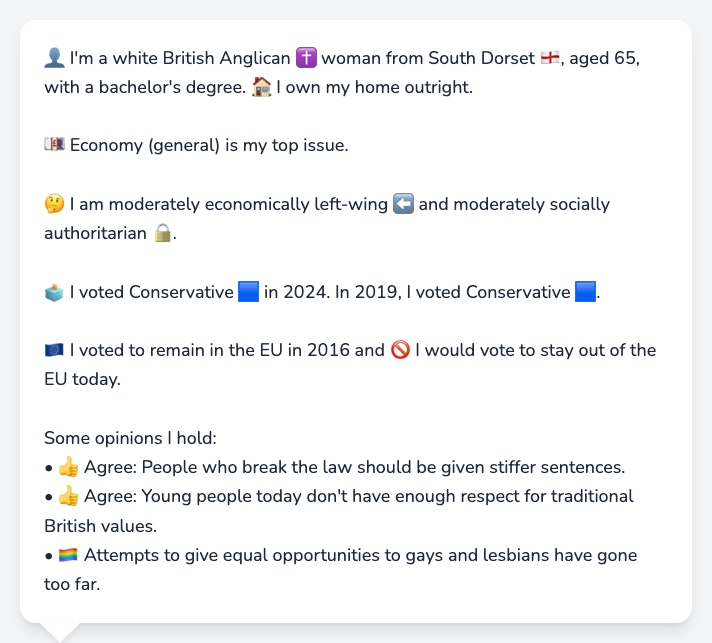 👤 I'm a white British Anglican ✝️ woman from South Dorset 🏴󠁧󠁢󠁥󠁮󠁧󠁿, aged 65,
with a bachelor's degree. 🏠 I own my home outright.
💷 Economy (general) is my top issue.
🤔 I am moderately economically left-wing ⬅️ and moderately socially
authoritarian 🔒.
🗳️ I voted Conservative 🟦 in 2024. In 2019, I voted Conservative 🟦.
🇪🇺 I voted to remain in the EU in 2016 and 🚫 I would vote to stay out of the
EU today.
Some opinions I hold:
• 👍 Agree: People who break the law should be given stiffer sentences.
• 👍 Agree: Young people today don't have enough respect for traditional
British values.
• 🏳️‍🌈 Attempts to give equal opportunities to gays and lesbians have gone
too far.